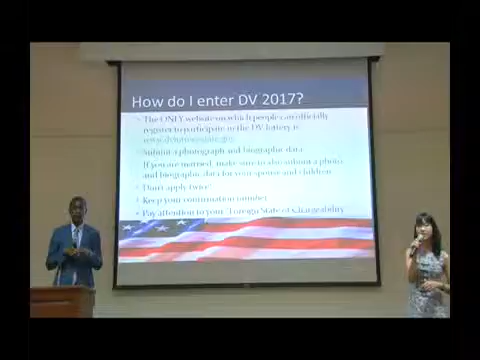 How do I enter DV 2017?
The ONLY website on which people can officially
register to participate in the DV lottery is
www.dvlottery.state.gov
Submit a photograph and biographic data
If you are married, make sure to also submit a photo
and biographic data for your spouse and children
Don't apply twice
Keep your confirmation number
Pay attention to your "Foreign State of Chargeability